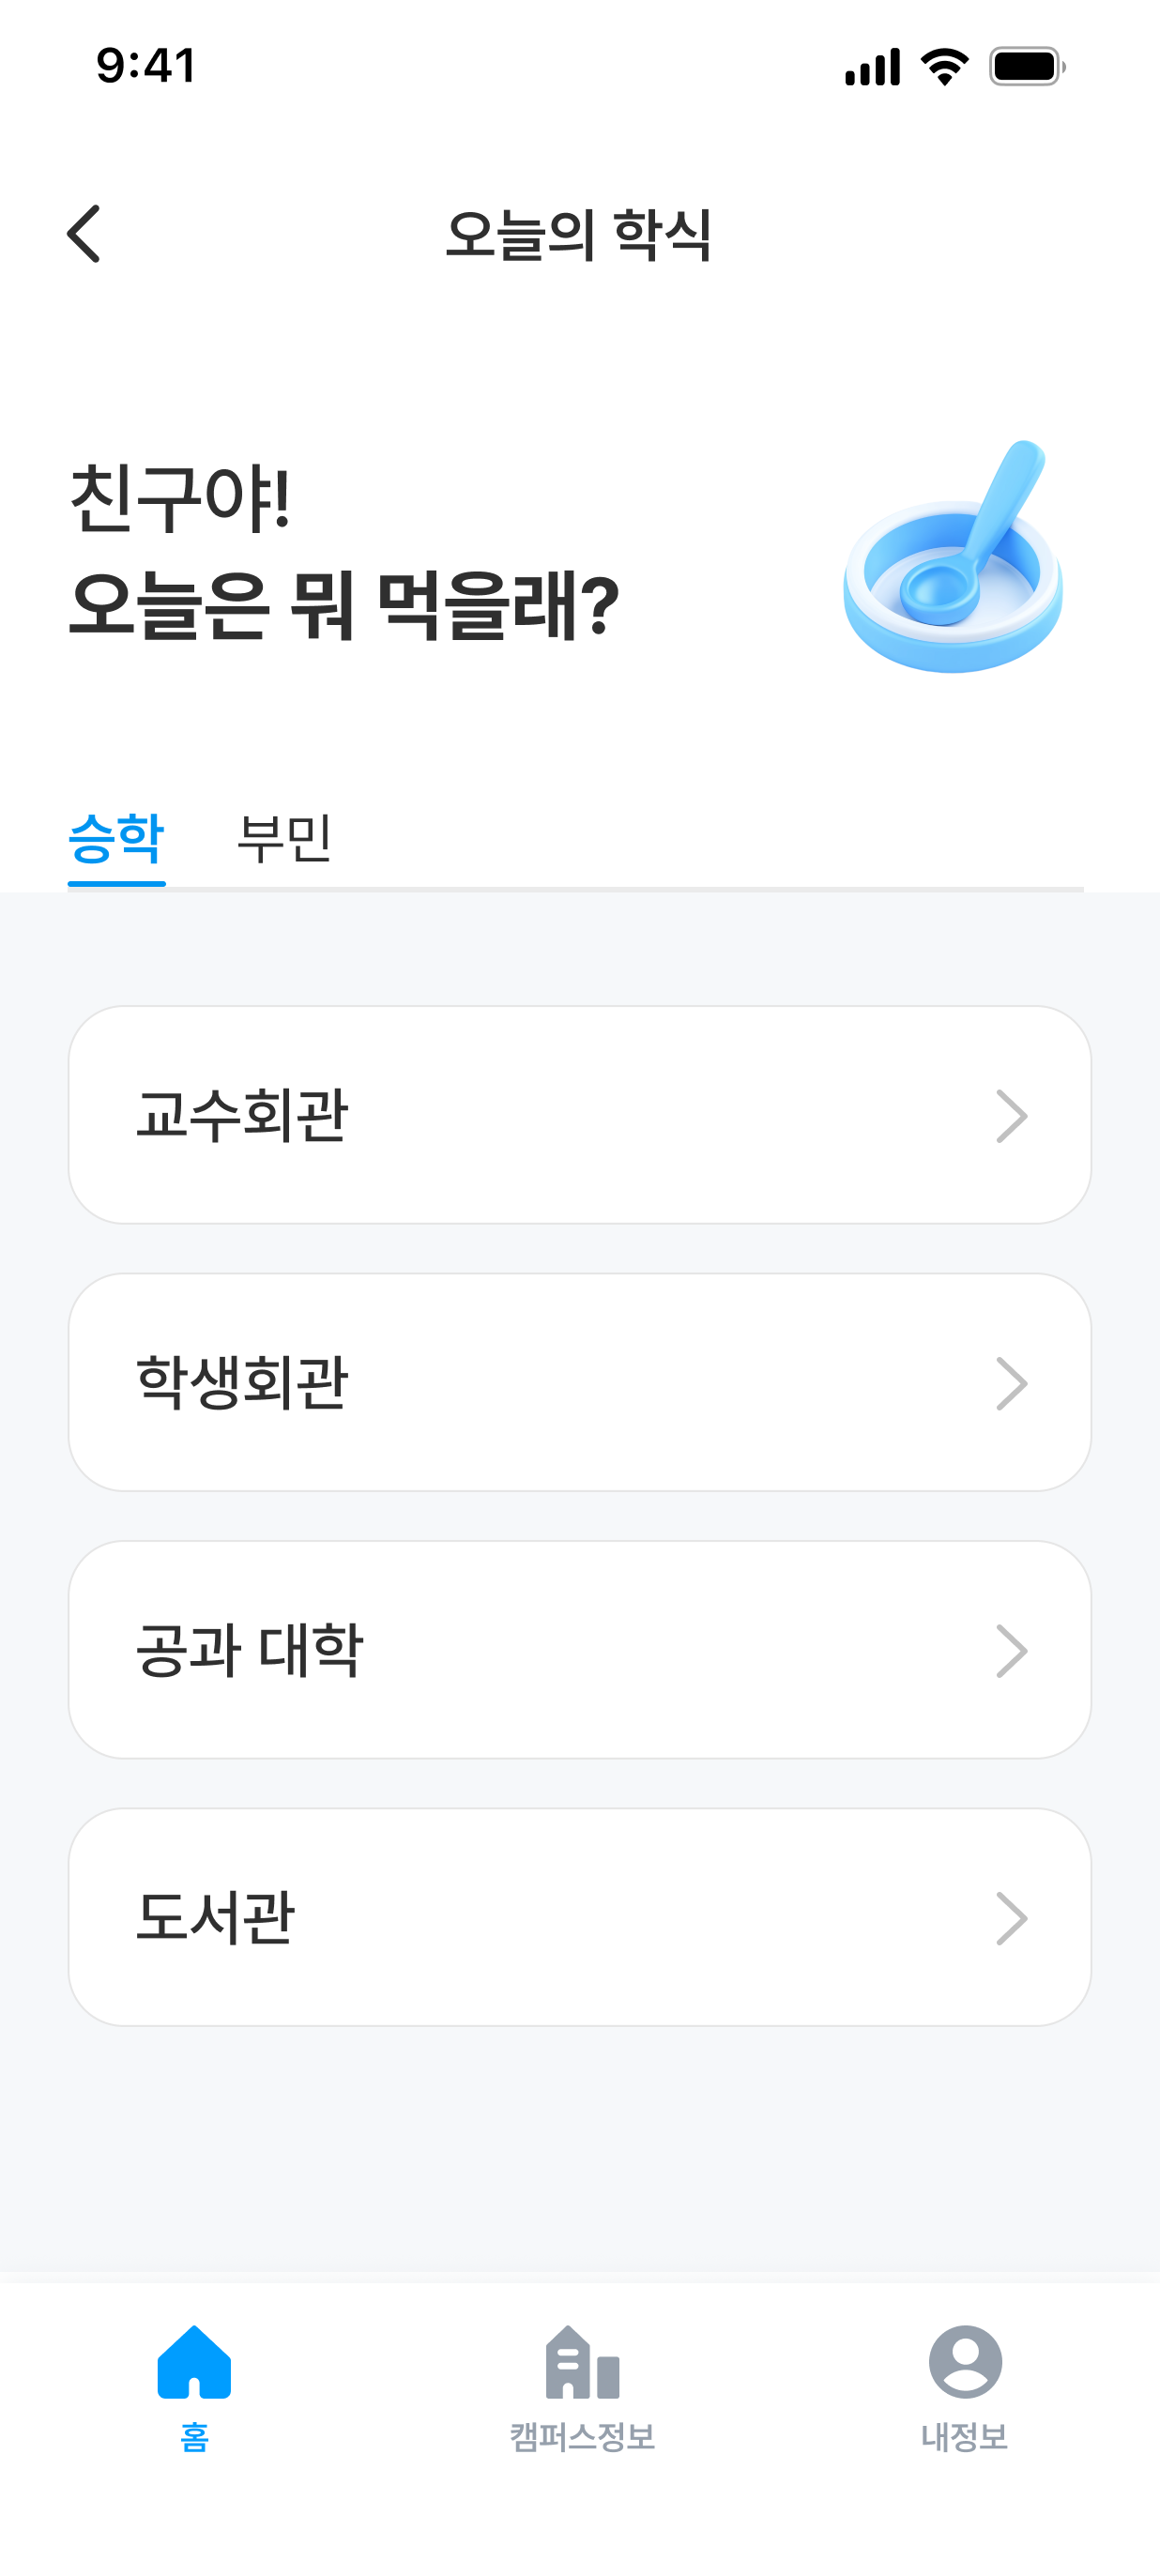 9:41
오늘의 학식
친구야!
오늘은 뭐 먹을래?
승학 부민
교수회관
학생회관
공과 대학
도서관
홈 캠퍼스정보 내정보